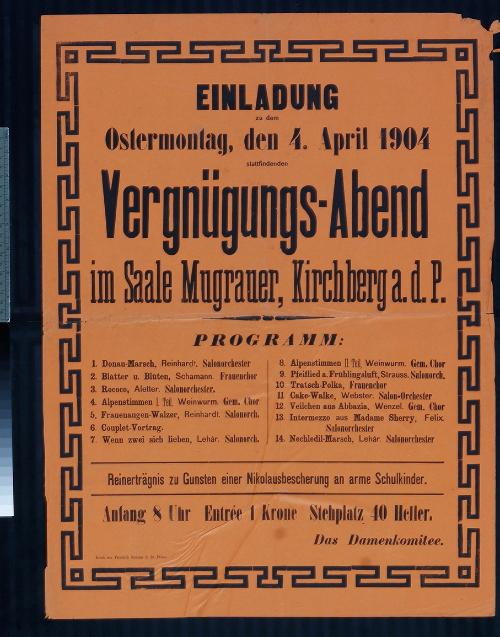 EINLADUNG
zu dem
Ostermontag, den 4. April 1904
stattfindenden
Vergnügungs-Abend
im Saale Mugrauer, Kirchberg a. d. P.
PROGRAMM:
1. Donau-Marsch, Reinhardt. Salonorchester
2. Blätter u. Blüten, Schamann. Frauenchor
3. Rococo, Aletter. Salonorchester.
4. Alpenstimmen I. Teil, Weinwurm. Gem. Chor
5. Frauenaugen-Walzer, Reinhardt. Salonorch.
6. Couplet-Vortrag.
7. Wenn zwei sich lieben, Lehár. Salonorch.
8. Alpenstimmen II. Teil, Weinwurm. Gem. Chor
9. Pfeiflied a. Frühlingsluft, Strauss. Salonorch.
10 Tratsch-Polka, Frauenchor
11 Cake-Walke, Webster. Salon-Orchester
12 Veilchen aus Abbazia, Wenzel. Gem. Chor
13. Intermezzo aus Madame Sherry, Felix.
Salonorchester
14. Nechledil-Marsch, Lehár. Salonorchester
Reinerträgnis zu Gunsten einer Nikolausbescherung an arme Schulkinder.
Anfang 8 Uhr Entrée 1 Krone Stehplatz 40 Heller.
Das Damenkomitee.